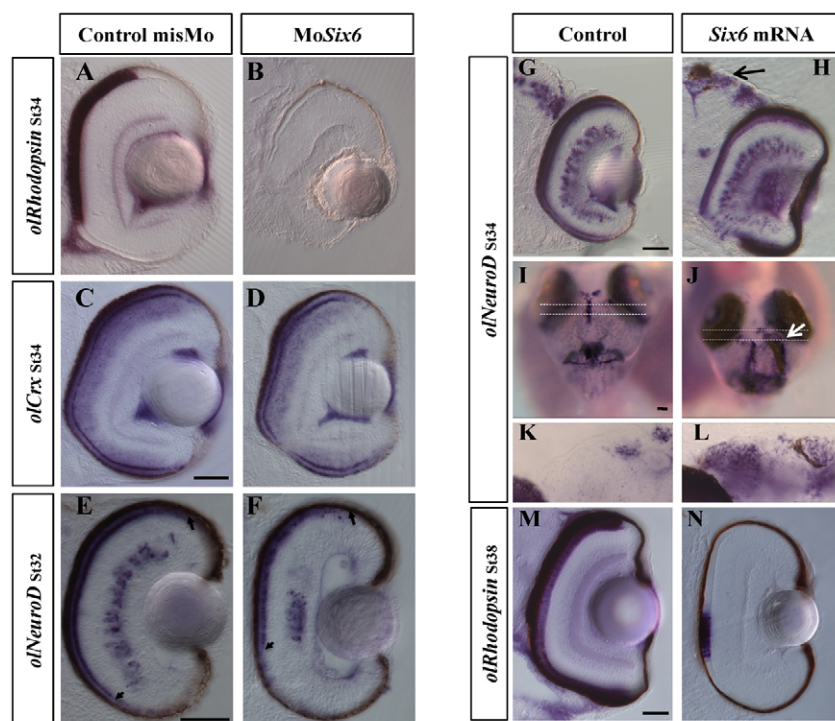 Control misMo
MoSix6
Control
Six6 mRNA
olRhodopsin St34
A
B
olCrx St34
C
D
olNeuroD St32
E
F
olNeuroD St34
G
H
I
J
K
L
olRhodopsin St38
M
N